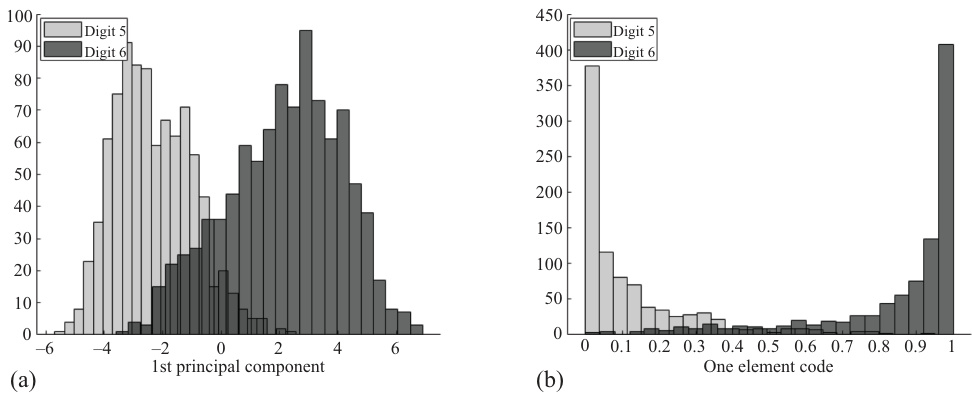 100
90
80
70
60
50
40
30
20
10
0
Digit 5
Digit 6
−6 −4 −2 0 2 4 6
1st principal component
(a)
450
400
350
300
250
200
150
100
50
0
Digit 5
Digit 6
0 0.1 0.2 0.3 0.4 0.5 0.6 0.7 0.8 0.9 1
One element code
(b)